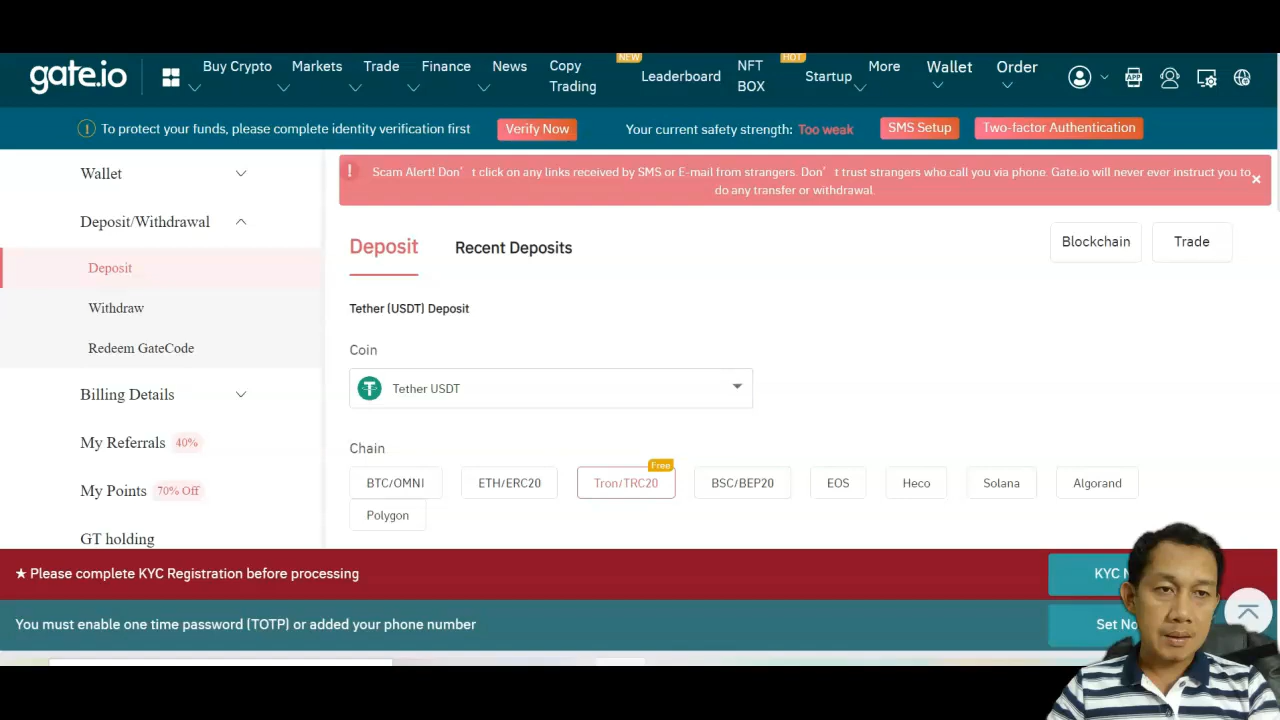 gate.io
Buy Crypto
Markets
Trade
Finance
News
Copy
Trading
NEW
Leaderboard
NFT
BOX
HOT
Startup
More
Wallet
Order
APP
To protect your funds, please complete identity verification first
Verify Now
Your current safety strength: Too weak
SMS Setup
Two-factor Authentication
Wallet
Deposit/Withdrawal
Deposit
Withdraw
Redeem GateCode
Billing Details
My Referrals 40%
My Points 70% Off
GT holding
Scam Alert! Don’t click on any links received by SMS or E-mail from strangers. Don’t trust strangers who call you via phone. Gate.io will never ever instruct you to
do any transfer or withdrawal.
Deposit
Recent Deposits
Blockchain
Trade
Tether (USDT) Deposit
Coin
Tether USDT
Chain
BTC/OMNI
ETH/ERC20
Free
Tron/TRC20
BSC/BEP20
EOS
Heco
Solana
Algorand
Polygon
★ Please complete KYC Registration before processing
KYC
You must enable one time password (TOTP) or added your phone number
Set